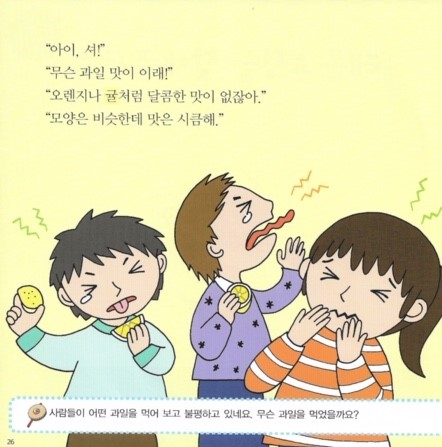 “아이, 셔!”
“무슨 과일 맛이 이래!”
“오렌지나 귤처럼 달콤한 맛이 없잖아.”
“모양은 비슷한데 맛은 시큼해.”
사람들이 어떤 과일을 먹어 보고 불평하고 있네요. 무슨 과일을 먹었을까요?
26